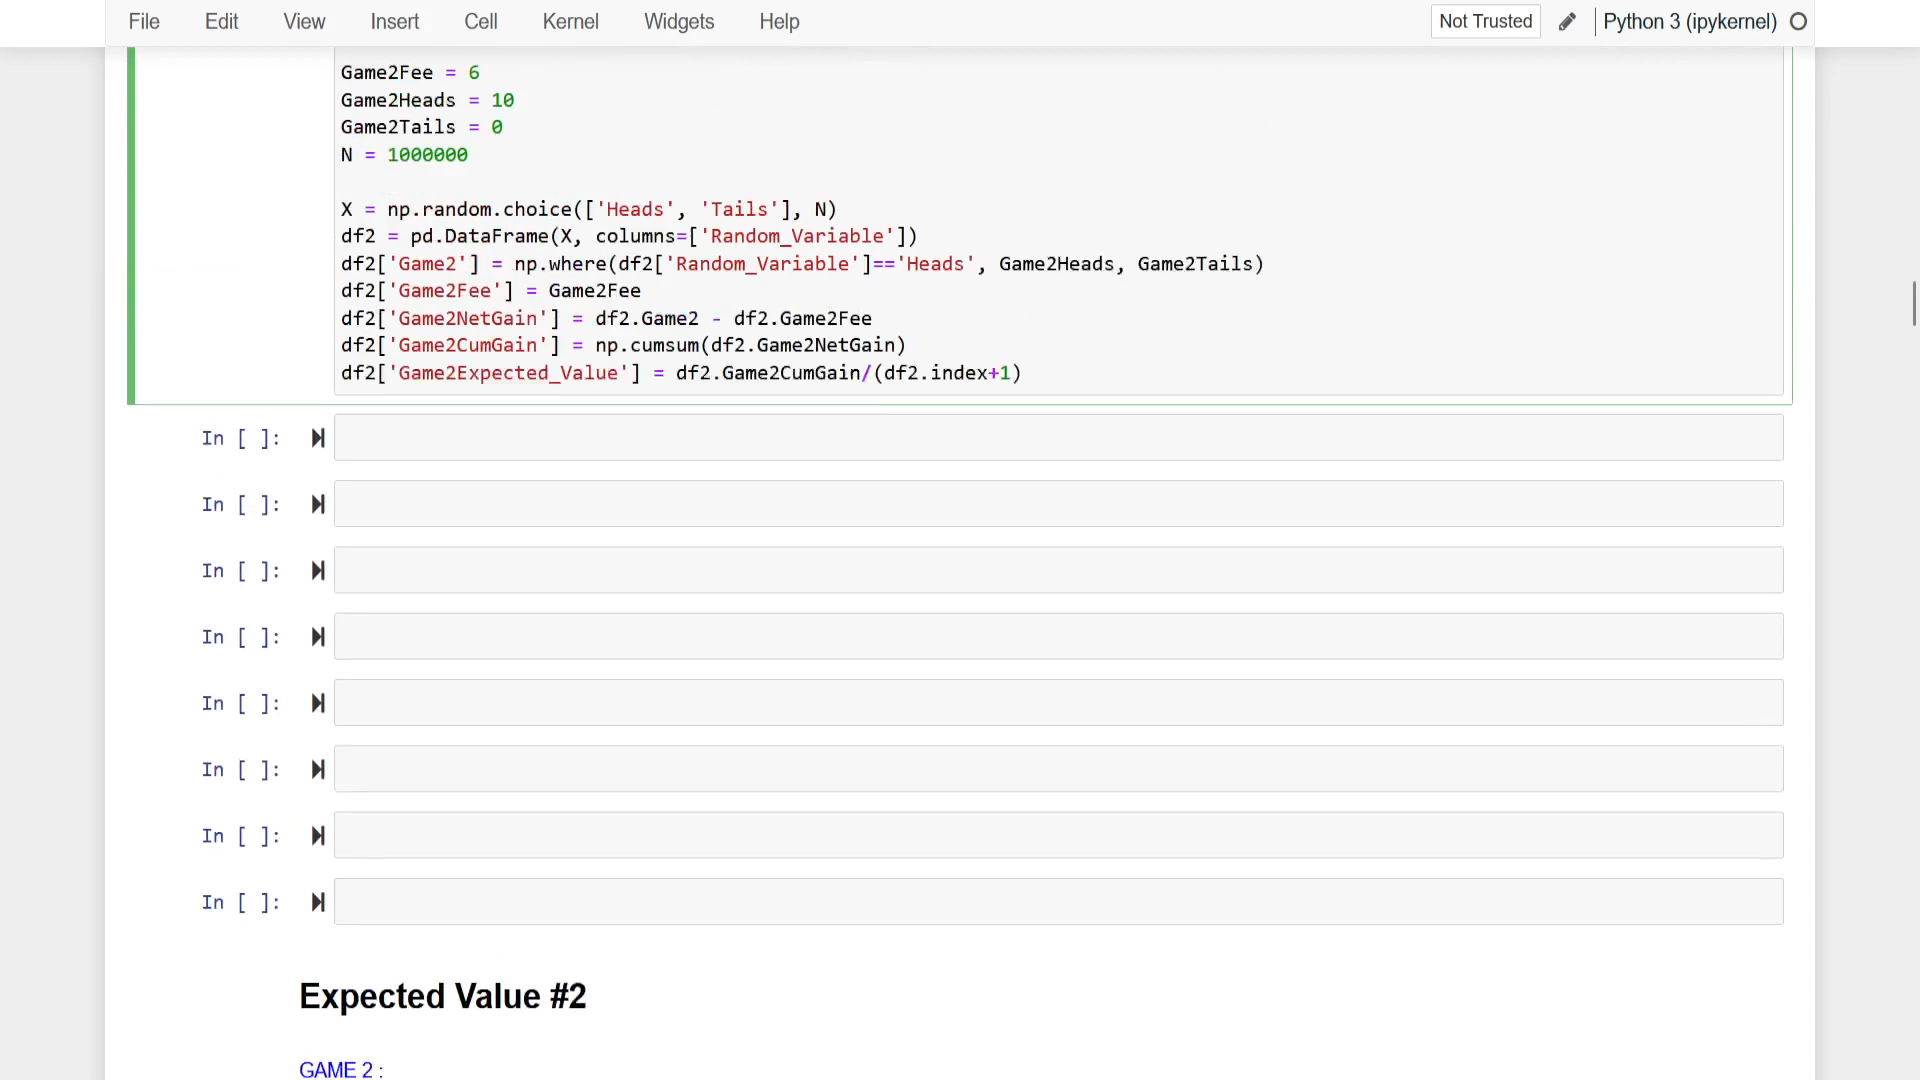 File Edit View Insert Cell Kernel Widgets Help Not Trusted Python 3 (ipykernel)
Game2Fee = 6
Game2Heads = 10
Game2Tails = 0
N = 1000000
X = np.random.choice(['Heads', 'Tails'], N)
df2 = pd.DataFrame(X, columns=['Random_Variable'])
df2['Game2'] = np.where(df2['Random_Variable']=='Heads', Game2Heads, Game2Tails)
df2['Game2Fee'] = Game2Fee
df2['Game2NetGain'] = df2.Game2 - df2.Game2Fee
df2['Game2CumGain'] = np.cumsum(df2.Game2NetGain)
df2['Game2Expected_Value'] = df2.Game2CumGain/(df2.index+1)
In [ ]:
In [ ]:
In [ ]:
In [ ]:
In [ ]:
In [ ]:
In [ ]:
In [ ]:
Expected Value #2
GAME 2 :